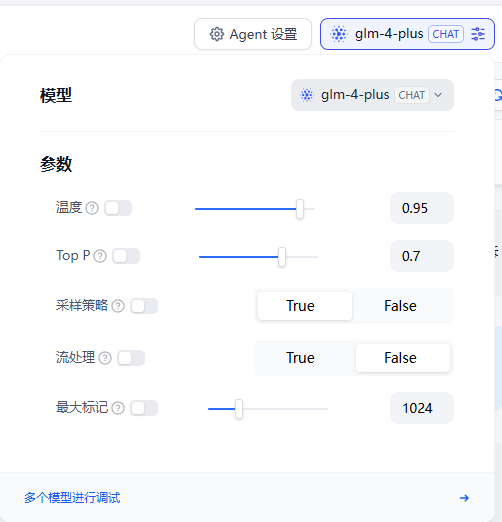 Agent 设置
glm-4-plus CHAT
模型
glm-4-plus CHAT
参数
温度 0.95
Top P 0.7
采样策略 True False
流处理 True False
最大标记 1024
多个模型进行调试